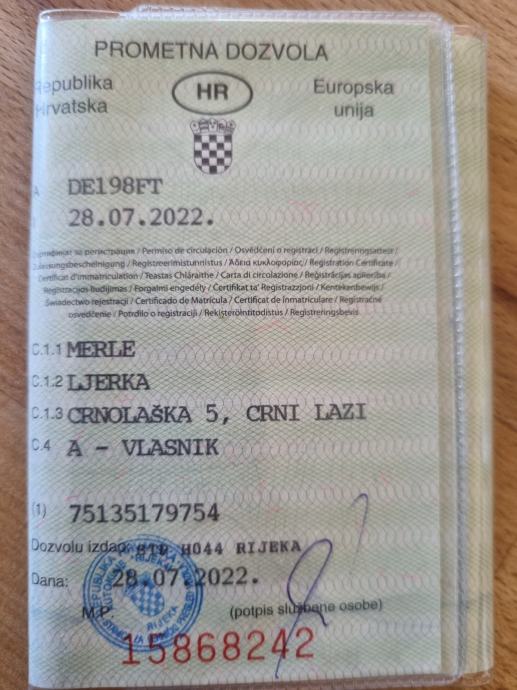 PROMETNA DOZVOLA
Republika
Hrvatska
HR
Europska
unija
A DE198FT
28.07.2022.
Permiso de circulación / Osvědčení o registraci / Registreringsattest /
Zulassungsbescheinigung / Registreerimistunnistus / Άδεια κυκλοφορίας / Registration Certificate /
Certificat d'immatriculation / Teastas Chláraithe / Carta di circolazione / Reģistrācijas apliecība /
Registracijos liudijimas / Forgalmi engedély / Ċertifikat ta' Reġistrazzjoni / Kentekenbewijs /
Świadectwo rejestracji / Certificado de Matrícula / Certificat de înmatriculare / Registračné
osvedčenie / Potrdilo o registraciji / Rekisteröintitodistus / Registreringsbevis
C.1.1 MERLE
C.1.2 LJERKA
C.1.3 CRNOLAŠKA 5, CRNI LAZI
C.4 A - VLASNIK
(1) 75135179754
Dozvolu izdao: STP H044 RIJEKA
Dana: 28.07.2022.
M.P. (potpis službene osobe)
15868242